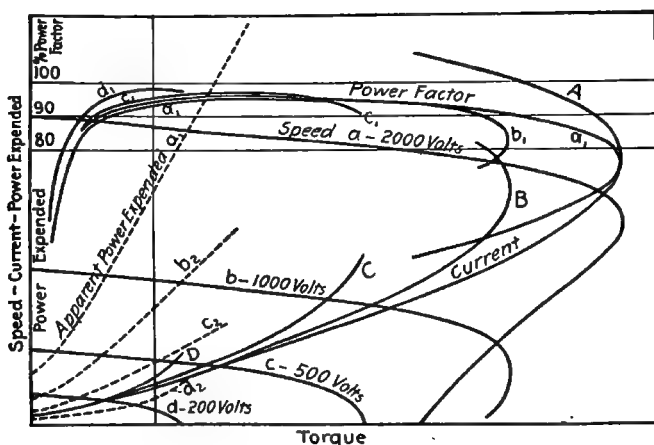 % Power
Factor
100
90
80
Speed - Current - Power Expended
Power Expended
Apparent Power Expended a₂
d₁
c₁
a₁
Power Factor
c₁
A
a₁
b₁
Speed a - 2000 Volts
B
Current
b₂
b - 1000 Volts
C
c₂
D
d₂
c - 500 Volts
d - 200 Volts
Torque